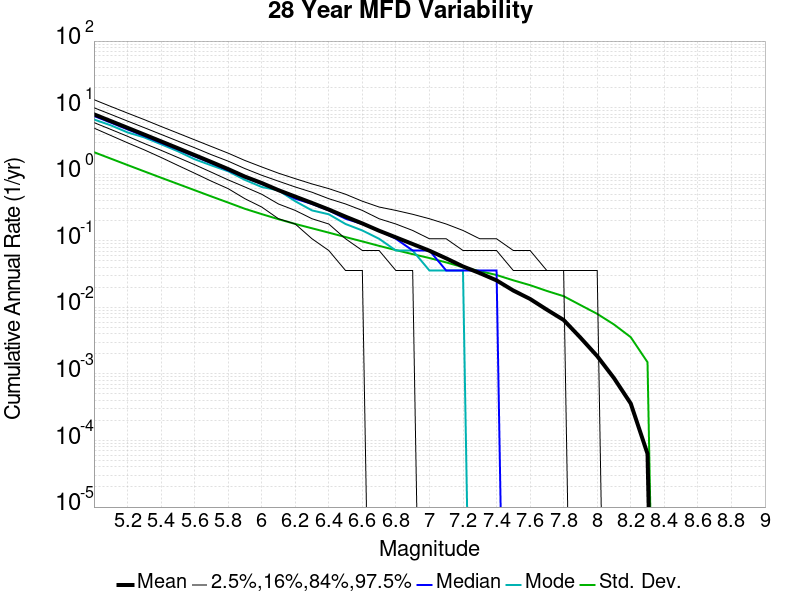 28 Year MFD Variability
Cumulative Annual Rate (1/yr)
10^2
10^1
10^0
10^-1
10^-2
10^-3
10^-4
10^-5
5.2 5.4 5.6 5.8 6 6.2 6.4 6.6 6.8 7 7.2 7.4 7.6 7.8 8 8.2 8.4 8.6 8.8 9
Magnitude
Mean 2.5%,16%,84%,97.5% Median Mode Std. Dev.